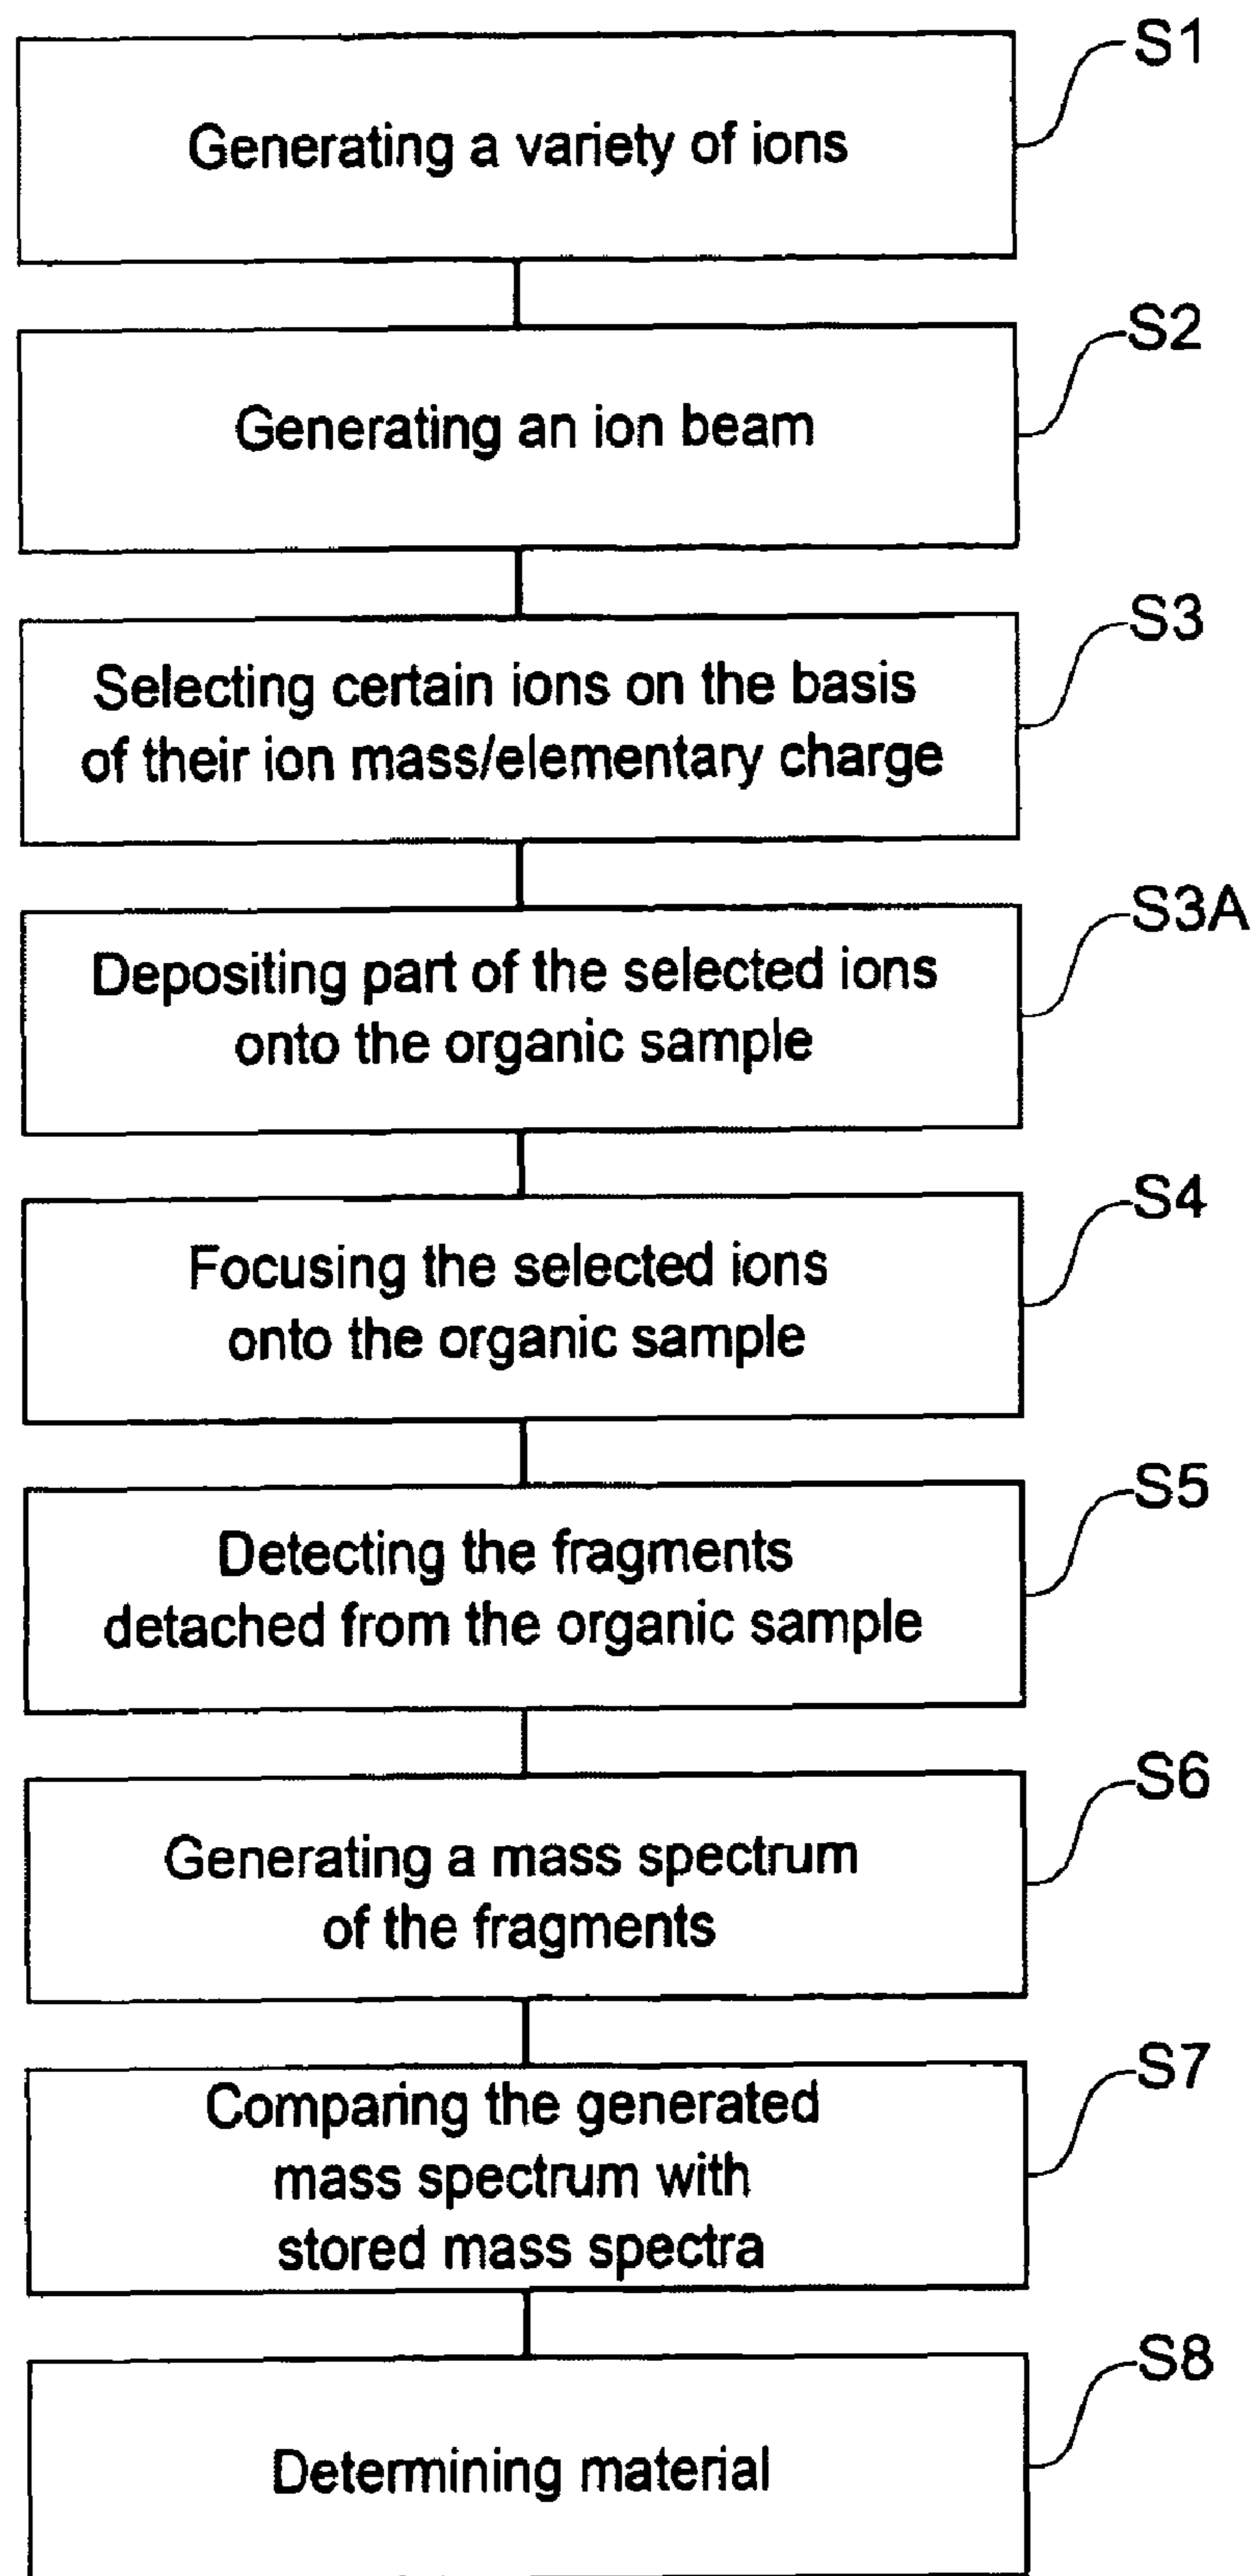 S1
Generating a variety of ions
S2
Generating an ion beam
S3
Selecting certain ions on the basis
of their ion mass/elementary charge
S3A
Depositing part of the selected ions
onto the organic sample
S4
Focusing the selected ions
onto the organic sample
S5
Detecting the fragments
detached from the organic sample
S6
Generating a mass spectrum
of the fragments
S7
Comparing the generated
mass spectrum with
stored mass spectra
S8
Determining material